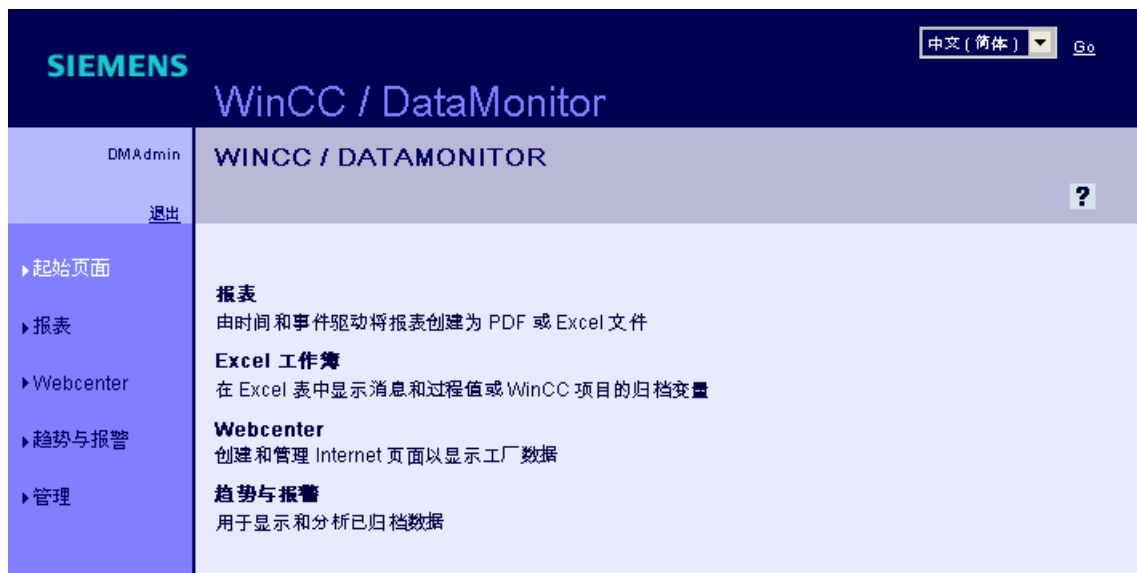 SIEMENS
中文(简体)
Go
WinCC / DataMonitor
DMAdmin
退出
WINCC / DATAMONITOR
?
起始页面
报表
Webcenter
趋势与报警
管理
报表
由时间和事件驱动将报表创建为 PDF 或 Excel 文件
Excel 工作簿
在 Excel 表中显示消息和过程值或 WinCC 项目的归档变量
Webcenter
创建和管理 Internet 页面以显示工厂数据
趋势与报警
用于显示和分析已归档数据